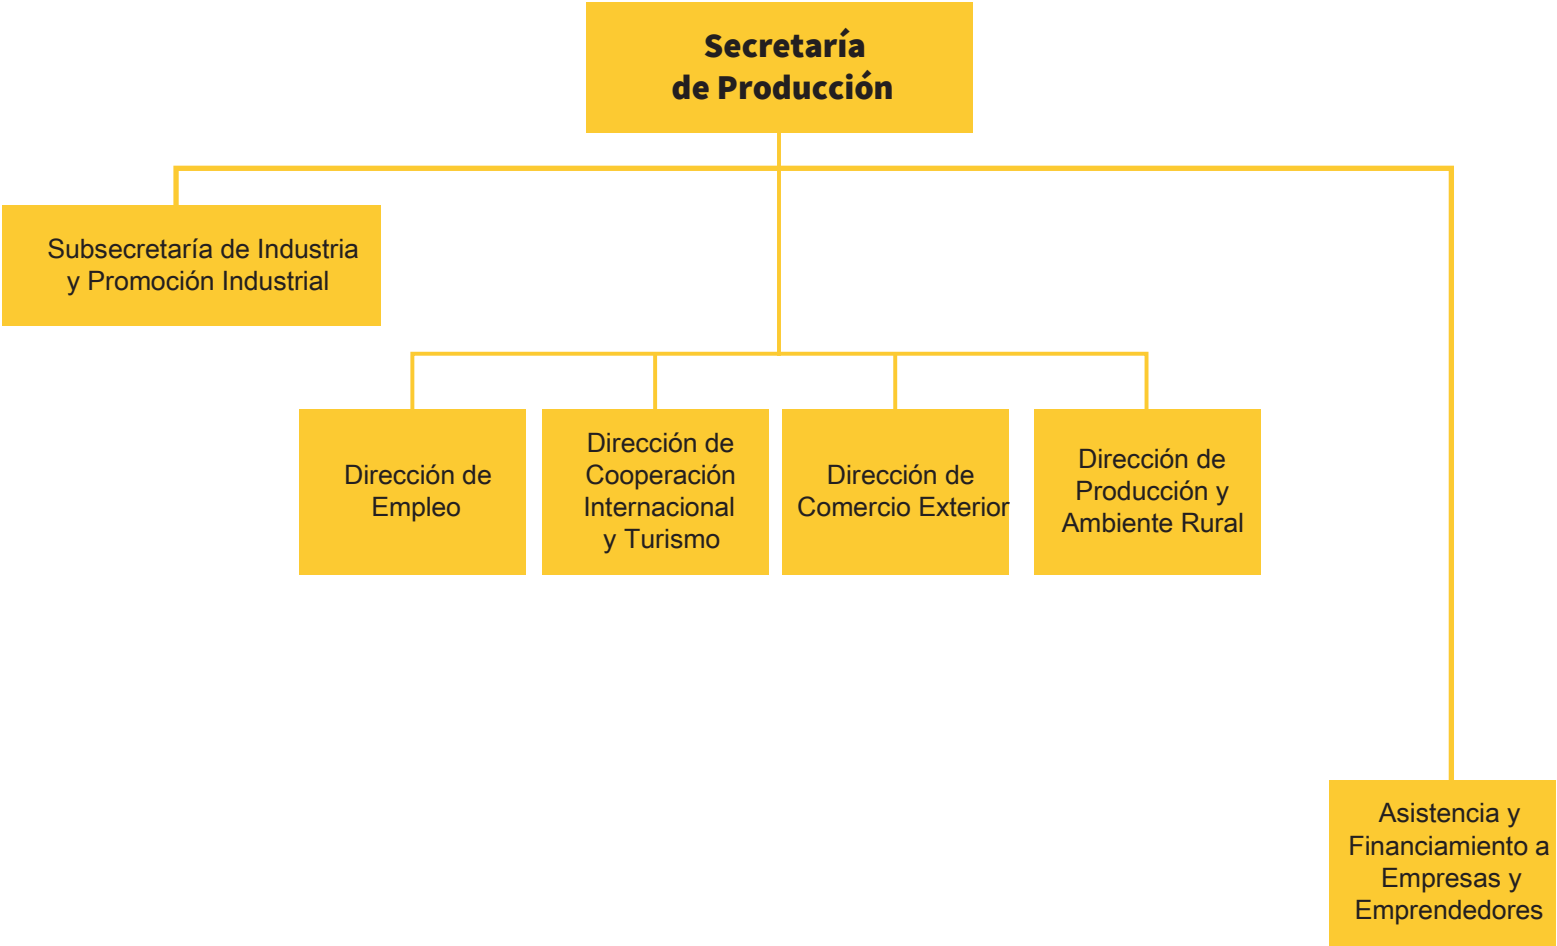 Secretaría
de Producción
Subsecretaría de Industria
y Promoción Industrial
Dirección de
Empleo
Dirección de
Cooperación
Internacional
y Turismo
Dirección de
Comercio Exterior
Dirección de
Producción y
Ambiente Rural
Asistencia y
Financiamiento a
Empresas y
Emprendedores